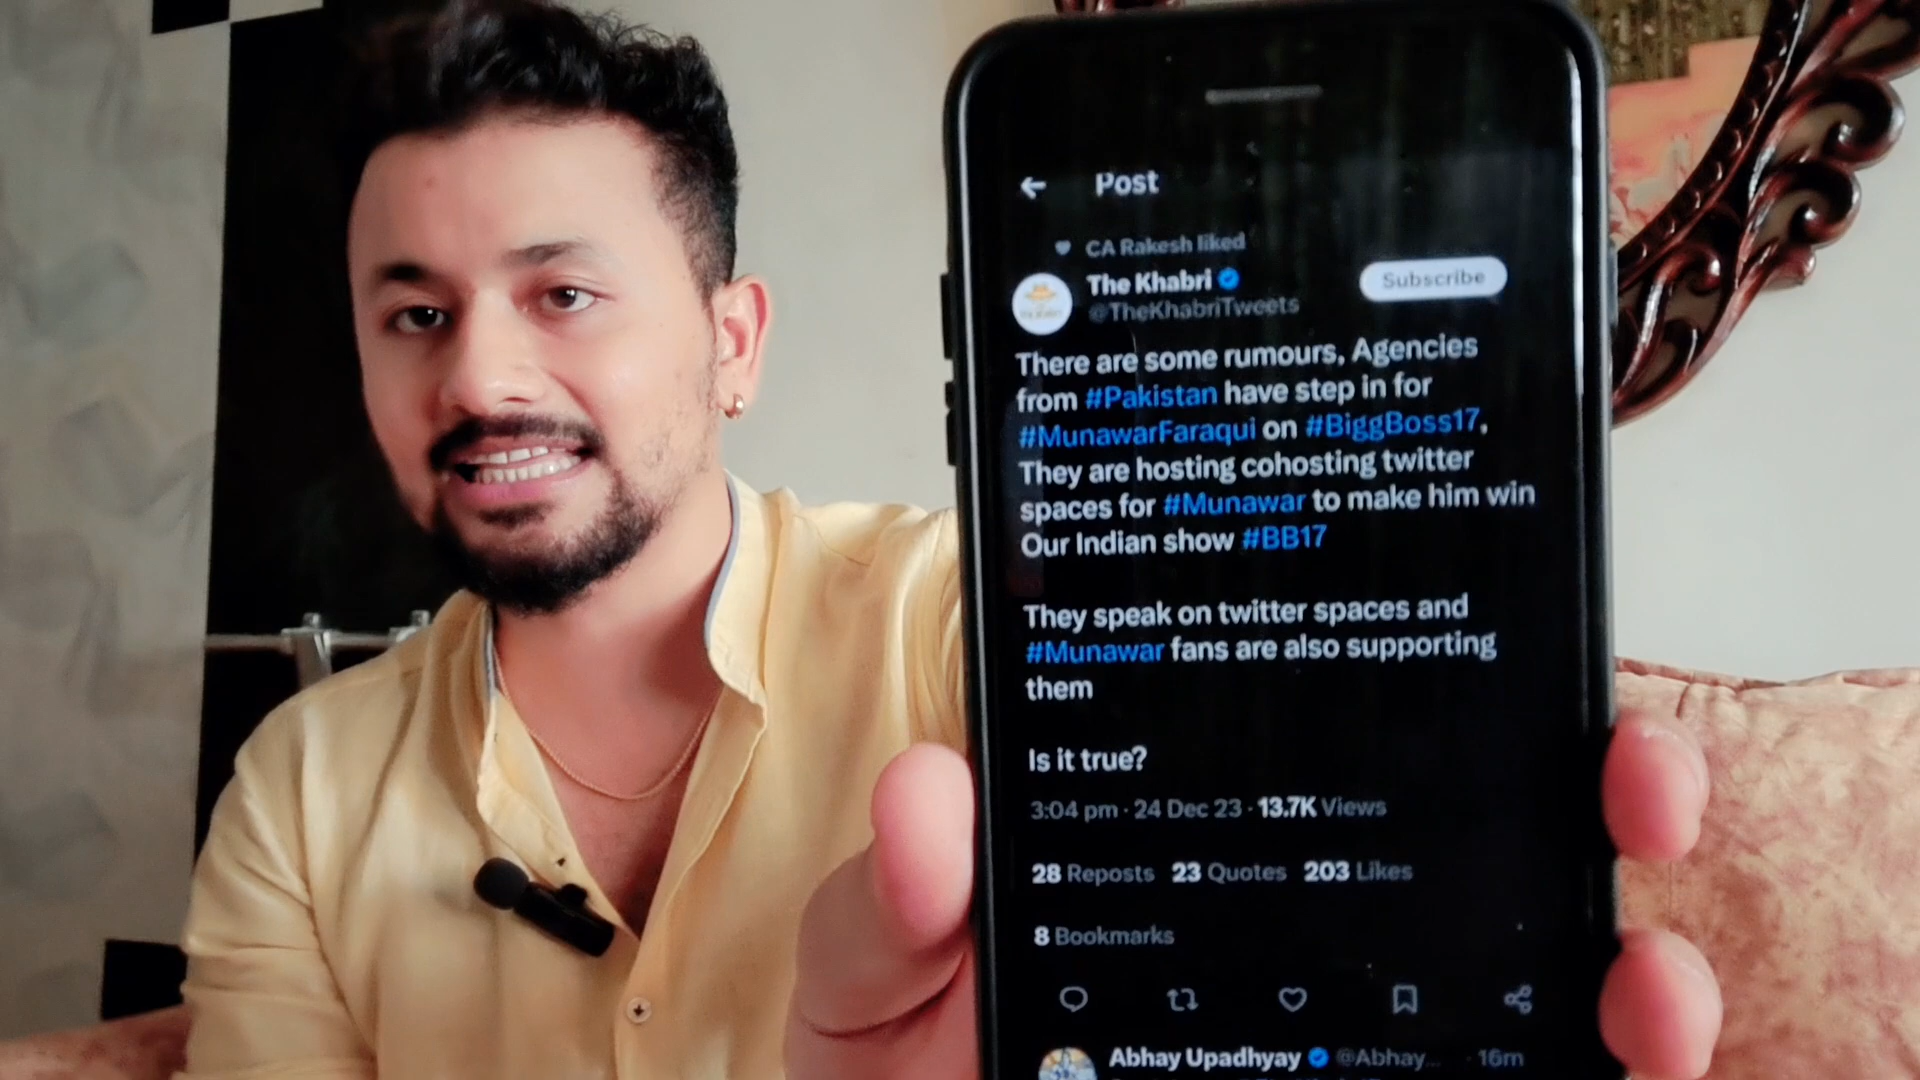 Post
CA Rakesh liked
The Khabri
Subscribe
@TheKhabriTweets
There are some rumours, Agencies
from #Pakistan have step in for
#MunawarFaraqui on #BiggBoss17,
They are hosting cohosting twitter
spaces for #Munawar to make him win
Our Indian show #BB17
They speak on twitter spaces and
#Munawar fans are also supporting
them
Is it true?
3:04 pm · 24 Dec 23 · 13.7K Views
28 Reposts 23 Quotes 203 Likes
8 Bookmarks
Abhay Upadhyay @Abhay... · 16m